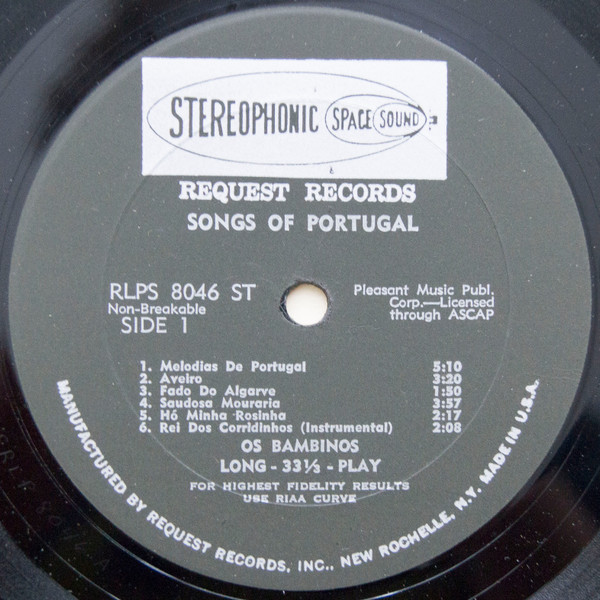 STEREOPHONIC SPACE SOUND
REQUEST RECORDS
SONGS OF PORTUGAL
RLPS 8046 ST
Non-Breakable
SIDE 1
Pleasant Music Publ.
Corp.—Licensed
through ASCAP
1. Melodias De Portugal 5:10
2. Aveiro 3:20
3. Fado Do Algarve 1:50
4. Saudosa Mouraria 3:57
5. Hó Minha Rosinha 2:17
6. Rei Dos Corridinhos (Instrumental) 2:08
OS BAMBINOS
LONG - 33⅓ - PLAY
FOR HIGHEST FIDELITY RESULTS
USE RIAA CURVE
MANUFACTURED BY REQUEST RECORDS, INC., NEW ROCHELLE, N.Y. MADE IN U.S.A.